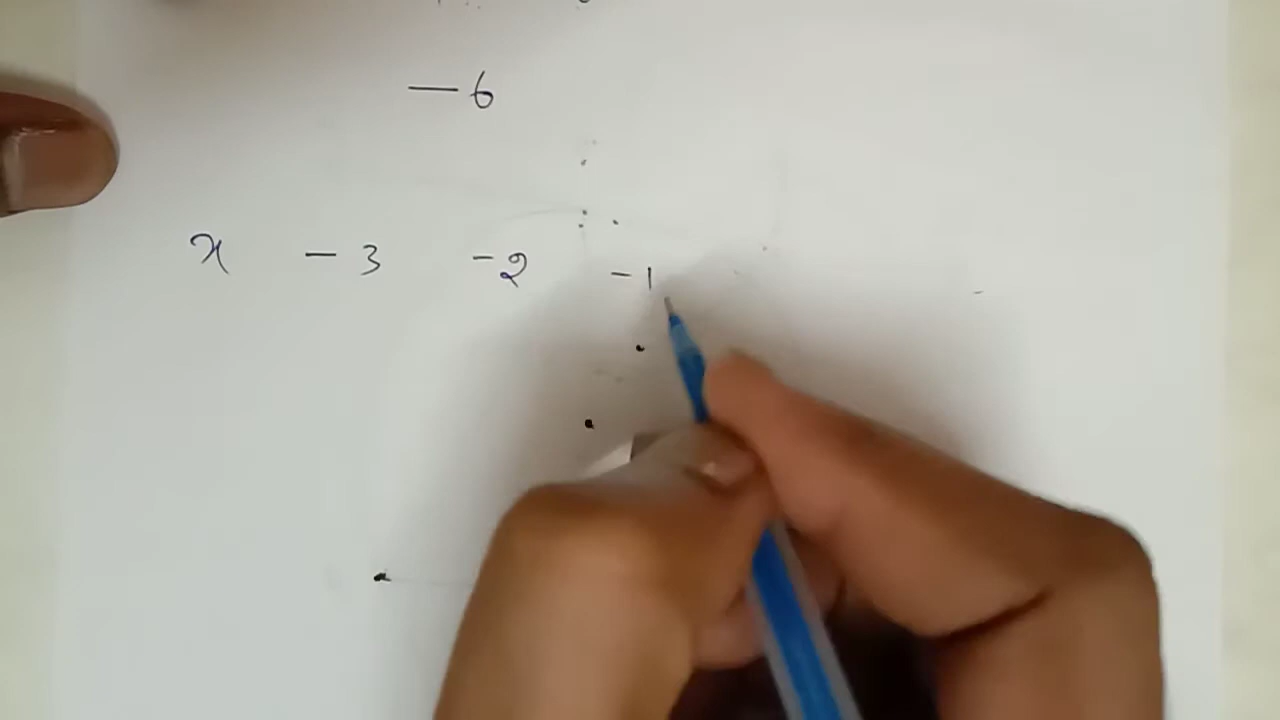 — 6
x — 3 -2 -1